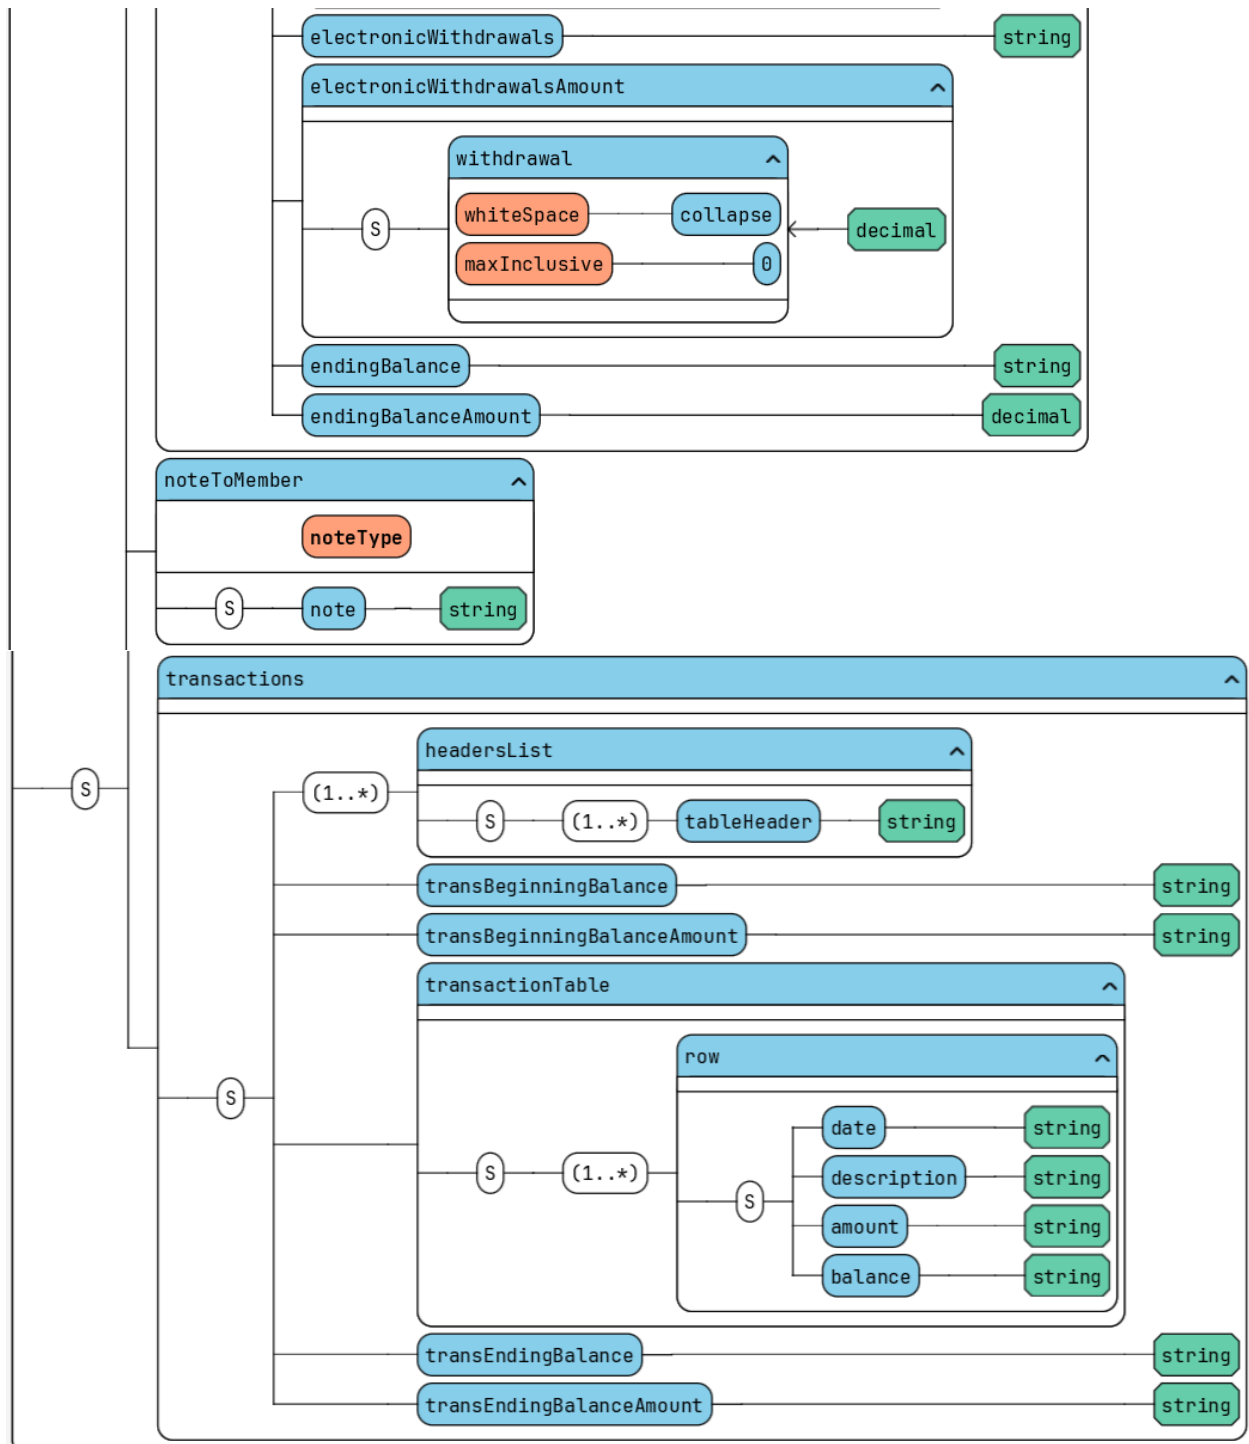 electronicWithdrawals string
electronicWithdrawalsAmount
withdrawal
whiteSpace collapse
S decimal
maxInclusive 0
endingBalance string
endingBalanceAmount decimal
noteToMember
noteType
S note string
transactions
headersList
S (1..*)
S (1..*) tableHeader string
transBeginningBalance string
transBeginningBalanceAmount string
transactionTable
row
S
date string
S (1..*) description string
S
amount string
balance string
transEndingBalance string
transEndingBalanceAmount string